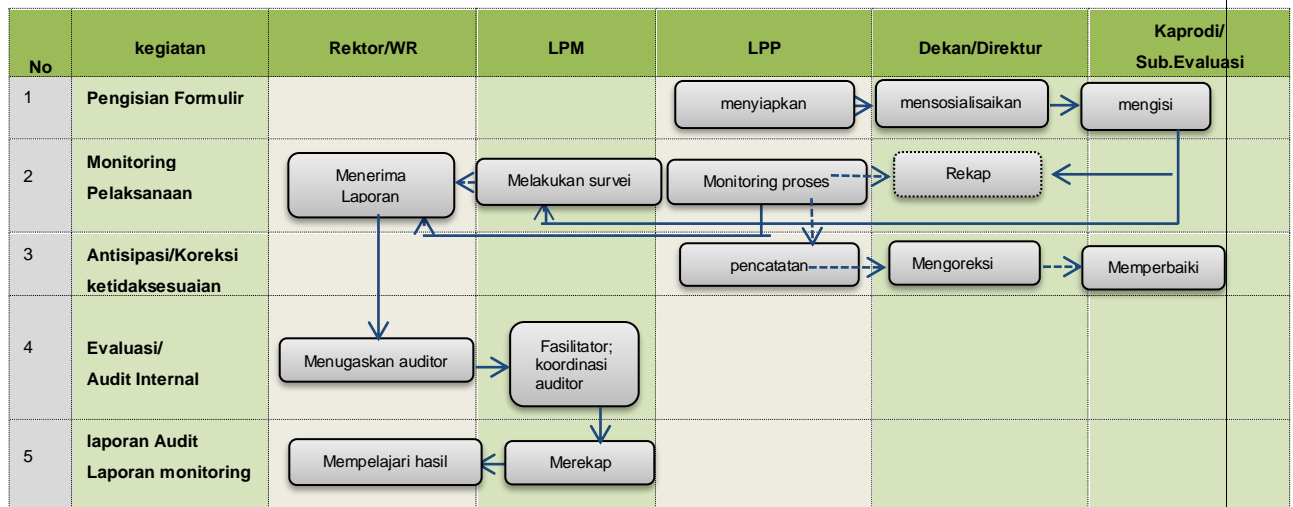 No
kegiatan
Rektor/WR
LPM
LPP
Dekan/Direktur
Kaprodi/
Sub.Evaluasi
1
Pengisian Formulir
menyiapkan
mensosialisaikan
mengisi
2
Monitoring
Pelaksanaan
Menerima
Laporan
Melakukan survei
Monitoring proses
Rekap
3
Antisipasi/Koreksi
ketidaksesuaian
pencatatan
Mengoreksi
Memperbaiki
4
Evaluasi/
Audit Internal
Menugaskan auditor
Fasilitator;
koordinasi
auditor
5
laporan Audit
Laporan monitoring
Mempelajari hasil
Merekap